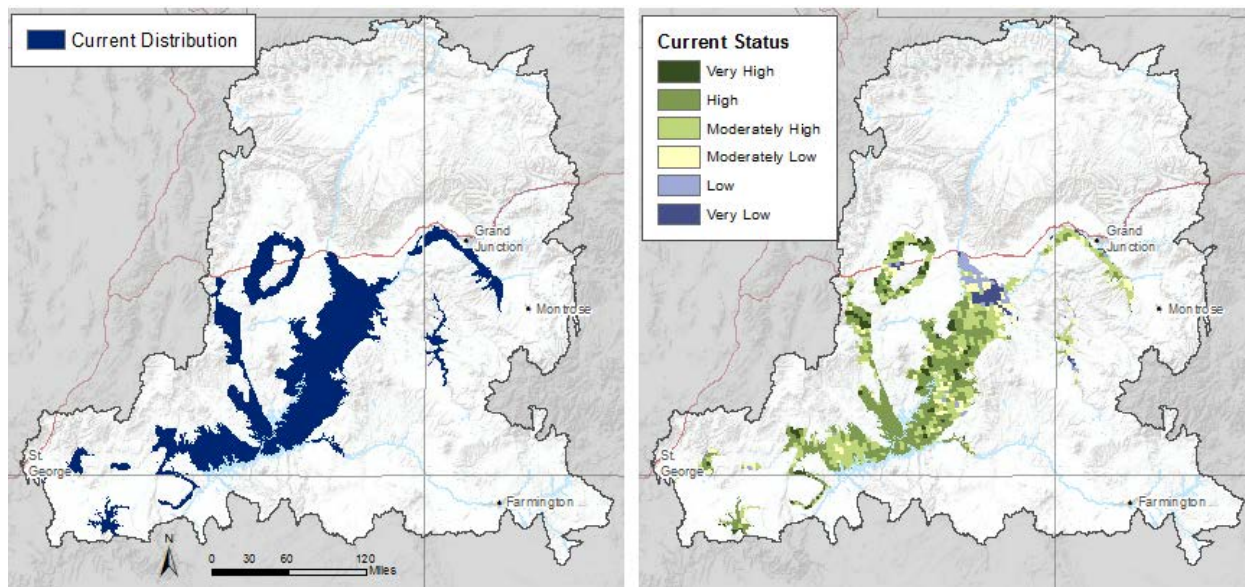 Current Distribution
Grand
Junction
Montrose
St.
George
Farmington
N
0 30 60 120
Miles
Current Status
Very High
High
Moderately High
Moderately Low
Low
Very Low
Grand
Junction
Montrose
St.
George
Farmington